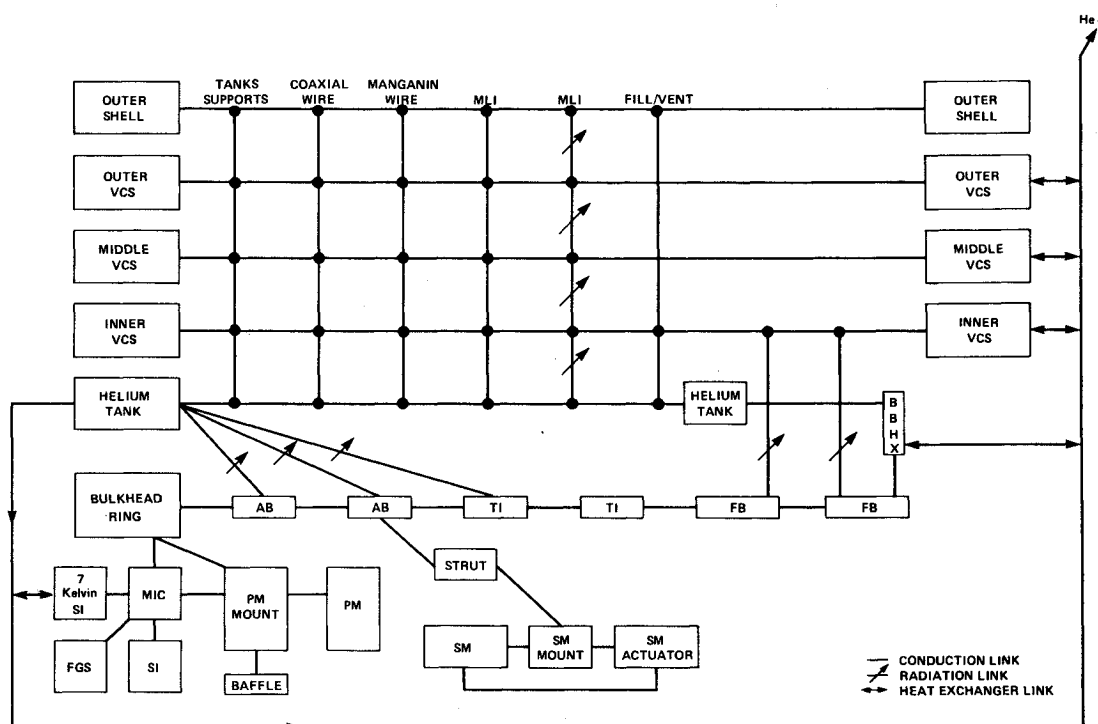 He
TANKS
SUPPORTS
COAXIAL
WIRE
MANGANIN
WIRE
MLI
MLI
FILL/VENT
OUTER
SHELL
OUTER
SHELL
OUTER
VCS
OUTER
VCS
MIDDLE
VCS
MIDDLE
VCS
INNER
VCS
INNER
VCS
HELIUM
TANK
HELIUM
TANK
B
B
H
X
BULKHEAD
RING
AB
AB
TI
TI
FB
FB
STRUT
7
Kelvin
SI
MIC
PM
MOUNT
PM
FGS
SI
BAFFLE
SM
SM
MOUNT
SM
ACTUATOR
CONDUCTION LINK
RADIATION LINK
HEAT EXCHANGER LINK